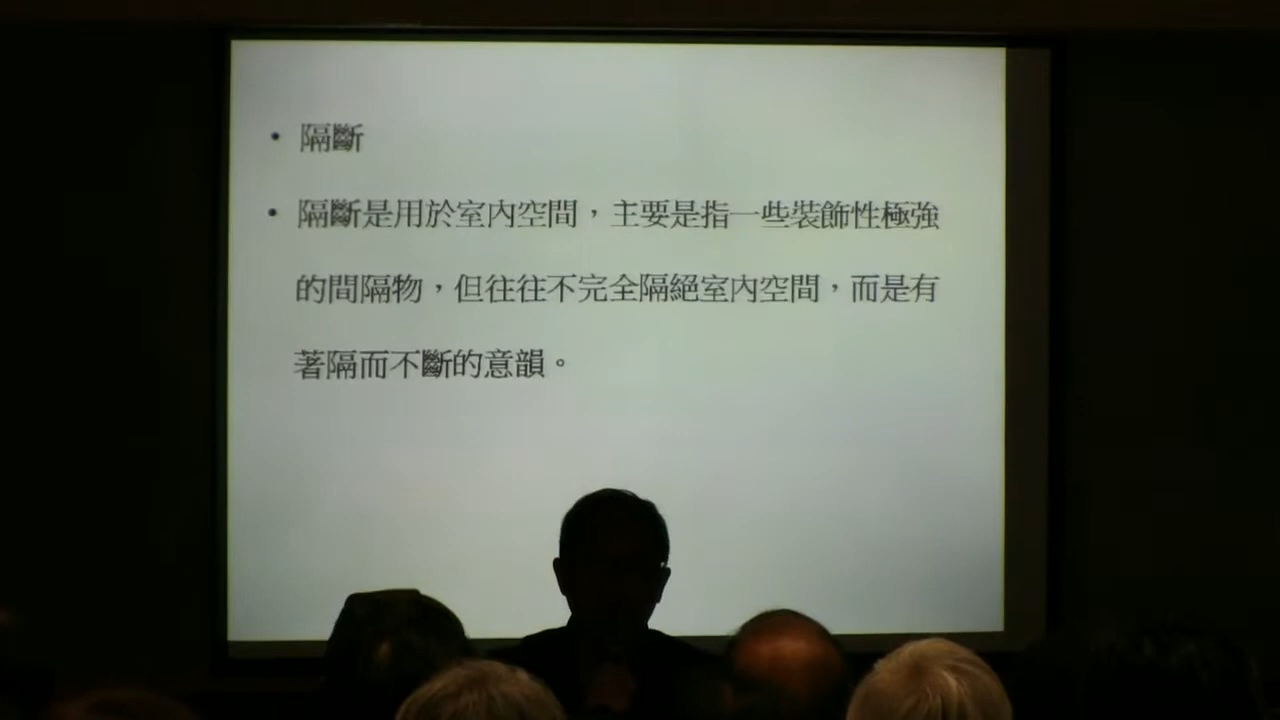 • 隔斷
• 隔斷是用於室內空間，主要是指一些裝飾性極強
的間隔物，但往往不完全隔絕室內空間，而是有
著隔而不斷的意韻。